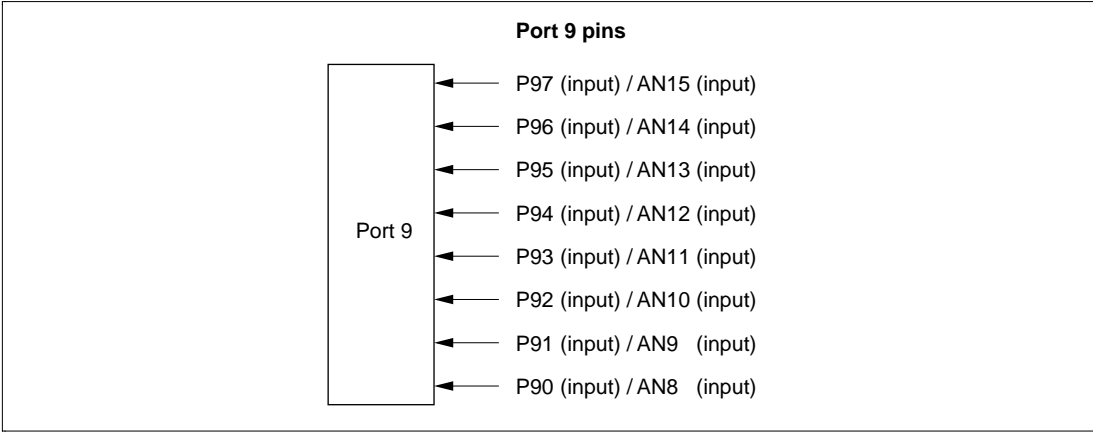 Port 9 pins
P97 (input) / AN15 (input)
P96 (input) / AN14 (input)
P95 (input) / AN13 (input)
P94 (input) / AN12 (input)
Port 9
P93 (input) / AN11 (input)
P92 (input) / AN10 (input)
P91 (input) / AN9 (input)
P90 (input) / AN8 (input)